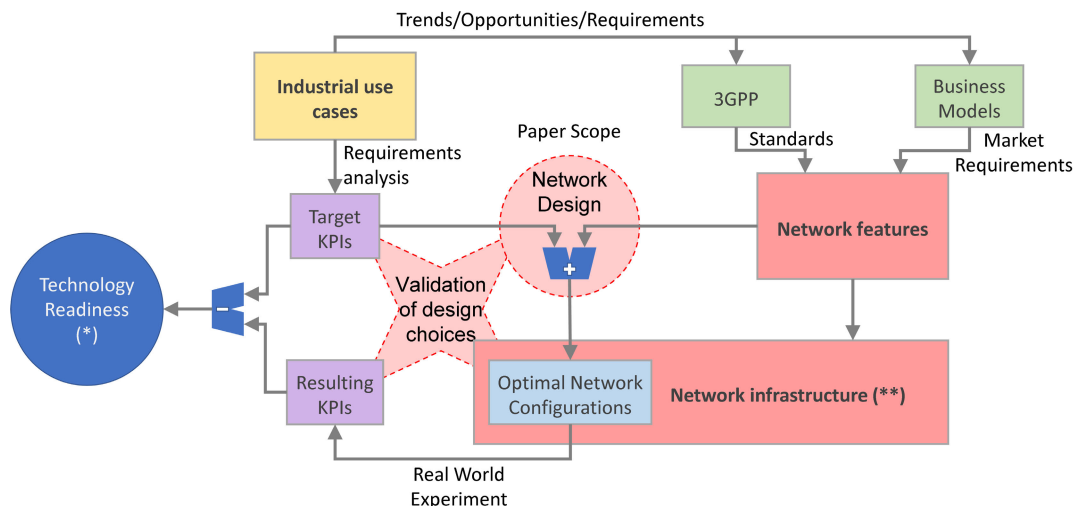 Trends/Opportunities/Requirements
Industrial use
cases
3GPP
Business
Models
Paper Scope
Standards
Market
Requirements
Requirements
analysis
Network
Design
Target
KPIs
Network features
+
Technology
Readiness
(*)
-
Validation
of design
choices
Resulting
KPIs
Optimal Network
Configurations
Network infrastructure (**)
Real World
Experiment